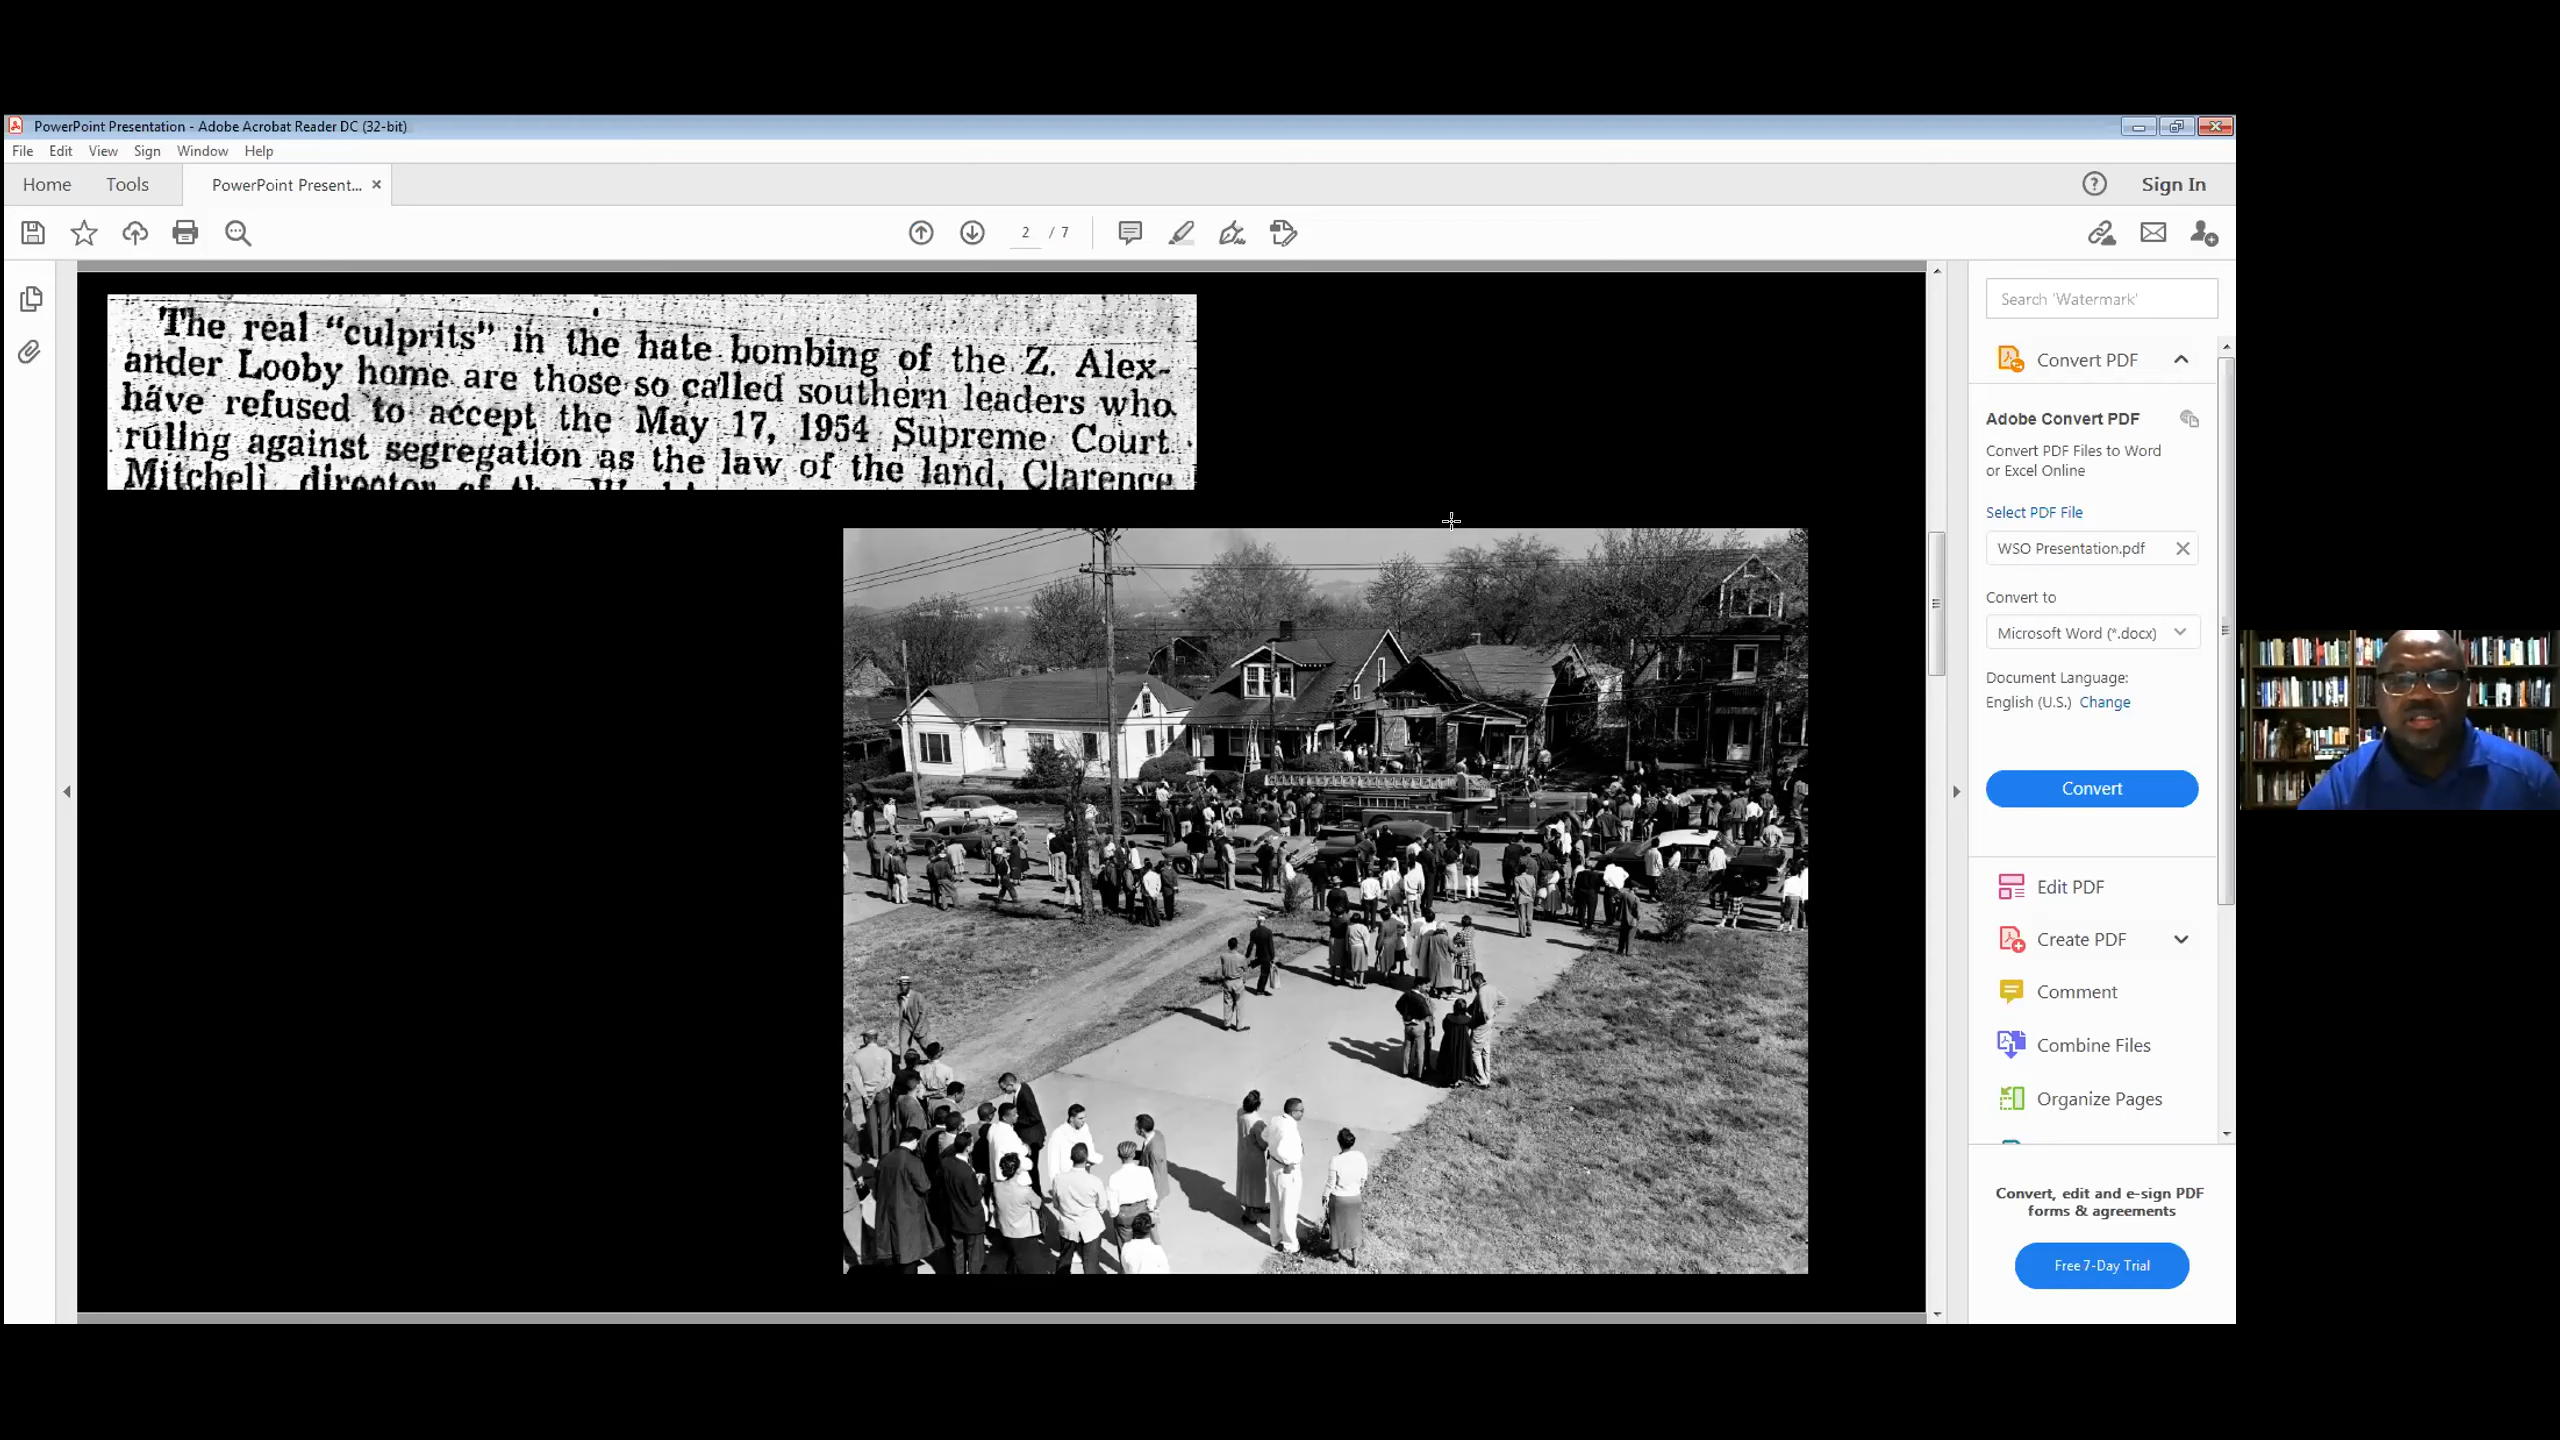 PowerPoint Presentation - Adobe Acrobat Reader DC (32-bit)
File Edit View Sign Window Help
Home Tools PowerPoint Present... ×
Sign In
2 / 7
The real "culprits" in the hate bombing of the Z. Alex-
ander Looby home are those so called southern leaders who
have refused to accept the May 17, 1954 Supreme Court
ruling against segregation as the law of the land, Clarence
Mitchell, director of the
Search 'Watermark'
Convert PDF
Adobe Convert PDF
Convert PDF Files to Word
or Excel Online
Select PDF File
WSO Presentation.pdf
Convert to
Microsoft Word (*.docx)
Document Language:
English (U.S.) Change
Convert
Edit PDF
Create PDF
Comment
Combine Files
Organize Pages
Convert, edit and e-sign PDF
forms & agreements
Free 7-Day Trial